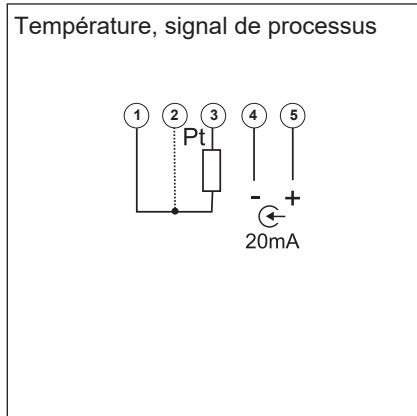 Température, signal de processus
1 2 3 4 5
Pt
- +
20mA